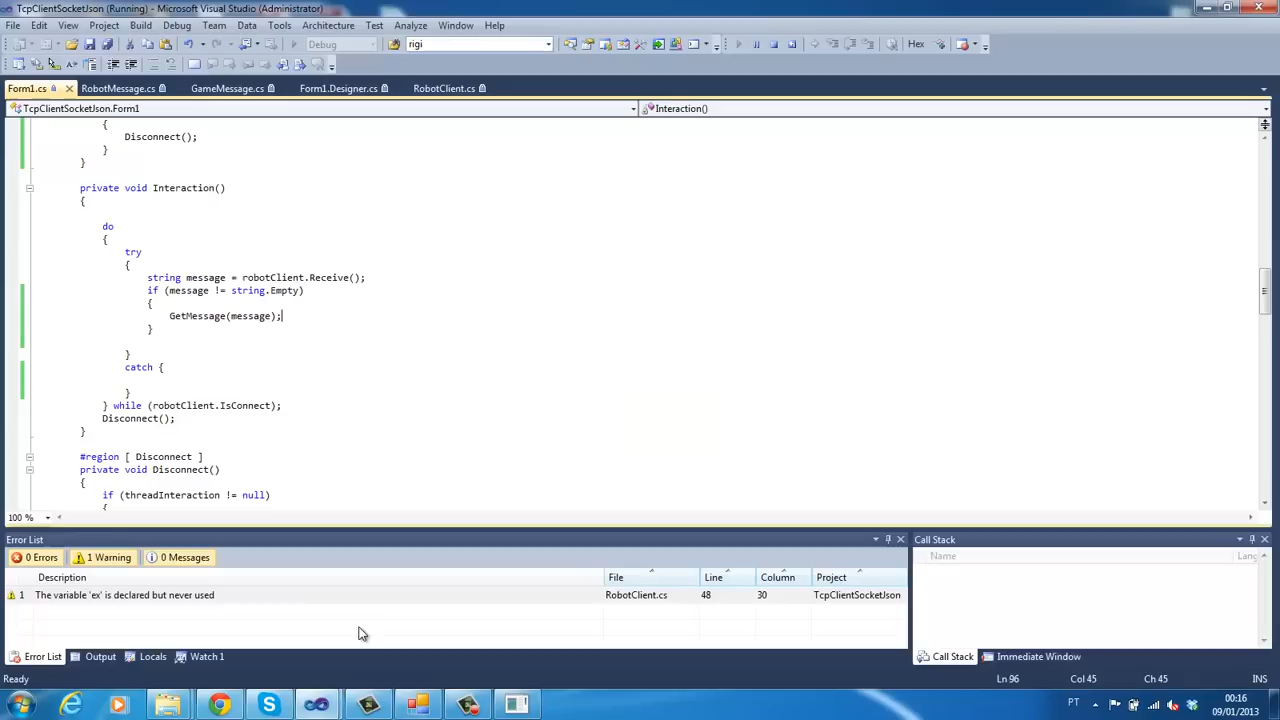 TcpClientSocketJson (Running) - Microsoft Visual Studio (Administrator)
File Edit View Project Build Debug Team Data Tools Architecture Test Analyze Window Help
Debug rigi Hex
Form1.cs RobotMessage.cs GameMessage.cs Form1.Designer.cs RobotClient.cs
TcpClientSocketJson.Form1 Interaction()
{
Disconnect();
}
}
private void Interaction()
{
do
{
try
{
string message = robotClient.Receive();
if (message != string.Empty)
{
GetMessage(message);
}
}
catch {
}
} while (robotClient.IsConnect);
Disconnect();
}
#region [ Disconnect ]
private void Disconnect()
{
if (threadInteraction != null)
{
100 %
Error List Call Stack
0 Errors 1 Warning 0 Messages Name Lang
Description File Line Column Project
1 The variable 'ex' is declared but never used RobotClient.cs 48 30 TcpClientSocketJson
Error List Output Locals Watch 1 Call Stack Immediate Window
Ready Ln 96 Col 45 Ch 45 INS
PT 00:16
09/01/2013